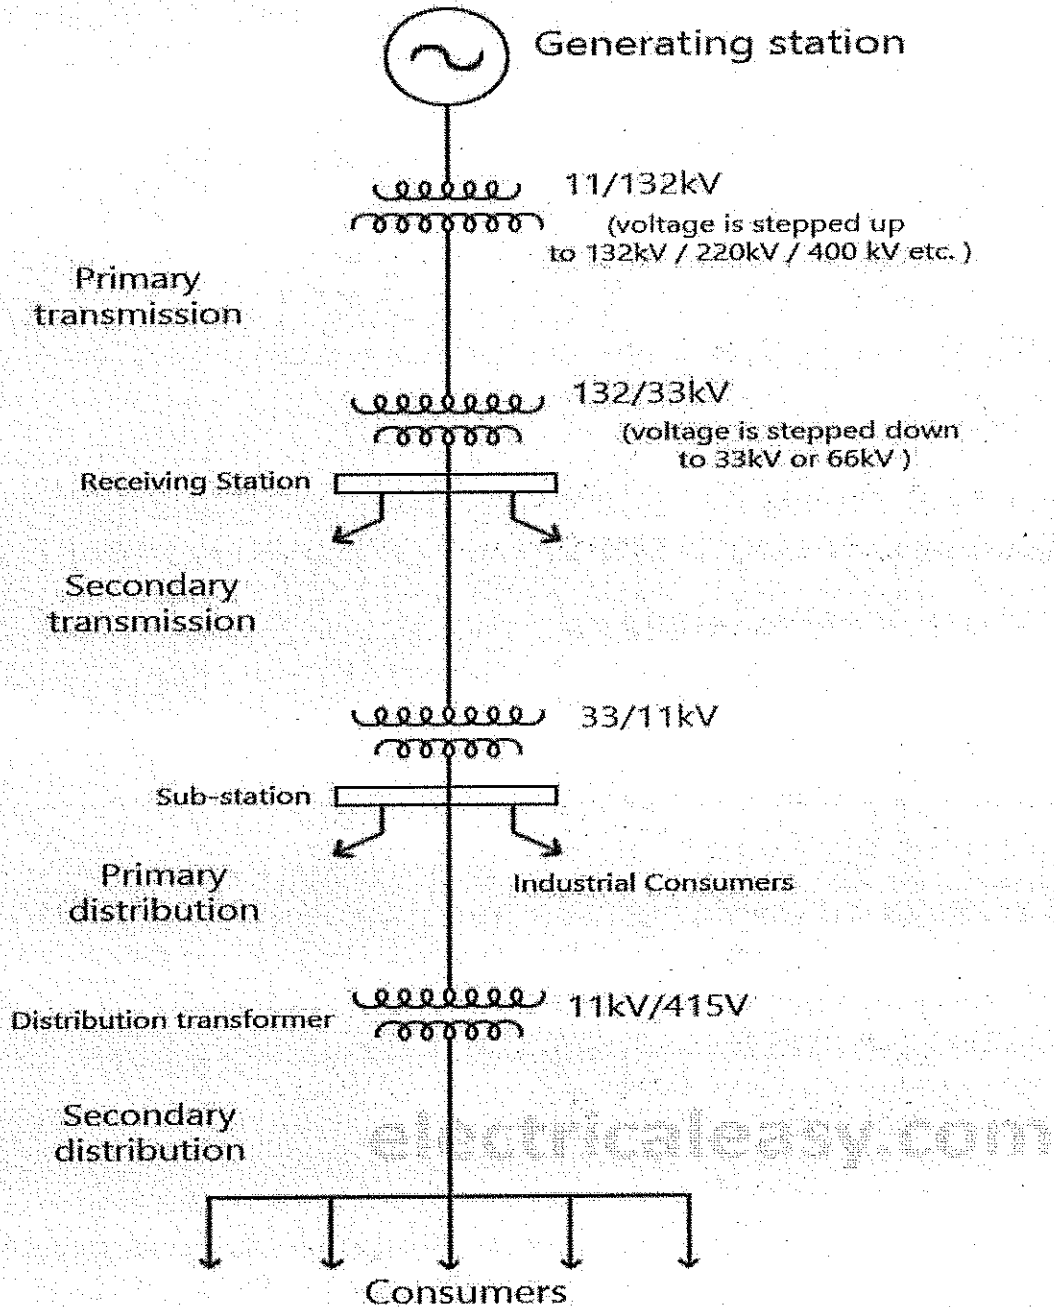 Generating station
11/132kV
(voltage is stepped up
to 132kV / 220kV / 400 kV etc. )
Primary
transmission
132/33kV
(voltage is stepped down
to 33kV or 66kV )
Receiving Station
Secondary
transmission
33/11kV
Sub-station
Primary
distribution
Industrial Consumers
11kV/415V
Distribution transformer
Secondary
distribution
electricaleasy.com
Consumers